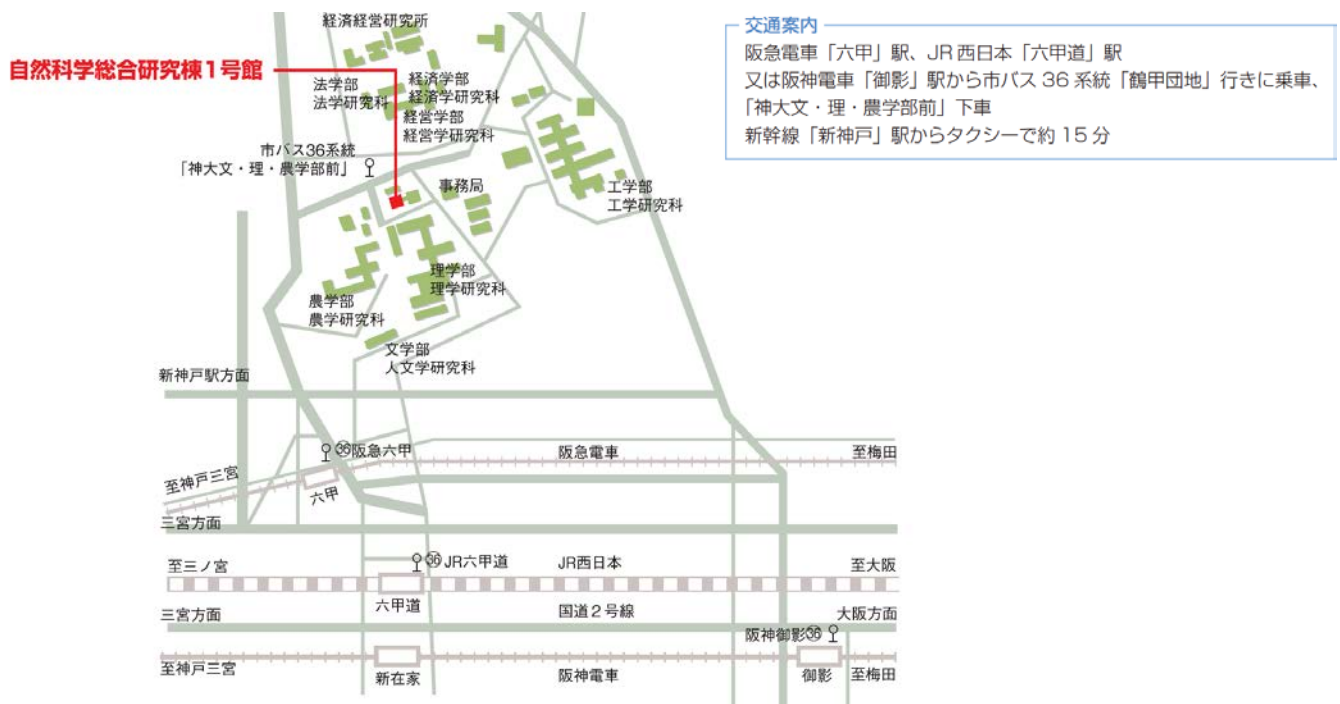 経済経営研究所
自然科学総合研究棟1号館
法学部
法学研究科
経済学部
経済学研究科
経営学部
経営学研究科
市バス36系統
「神大文・理・農学部前」
事務局
工学部
工学研究科
理学部
理学研究科
農学部
農学研究科
文学部
人文学研究科
新神戸駅方面
㊱阪急六甲
阪急電車
至梅田
至神戸三宮
六甲
三宮方面
㊱JR六甲道
JR西日本
至三ノ宮
至大阪
六甲道
国道2号線
三宮方面
大阪方面
阪神御影㊱
至神戸三宮
新在家
阪神電車
御影
至梅田
交通案内
阪急電車「六甲」駅、JR西日本「六甲道」駅
又は阪神電車「御影」駅から市バス 36 系統「鶴甲団地」行きに乗車、
「神大文・理・農学部前」下車
新幹線「新神戸」駅からタクシーで約 15 分